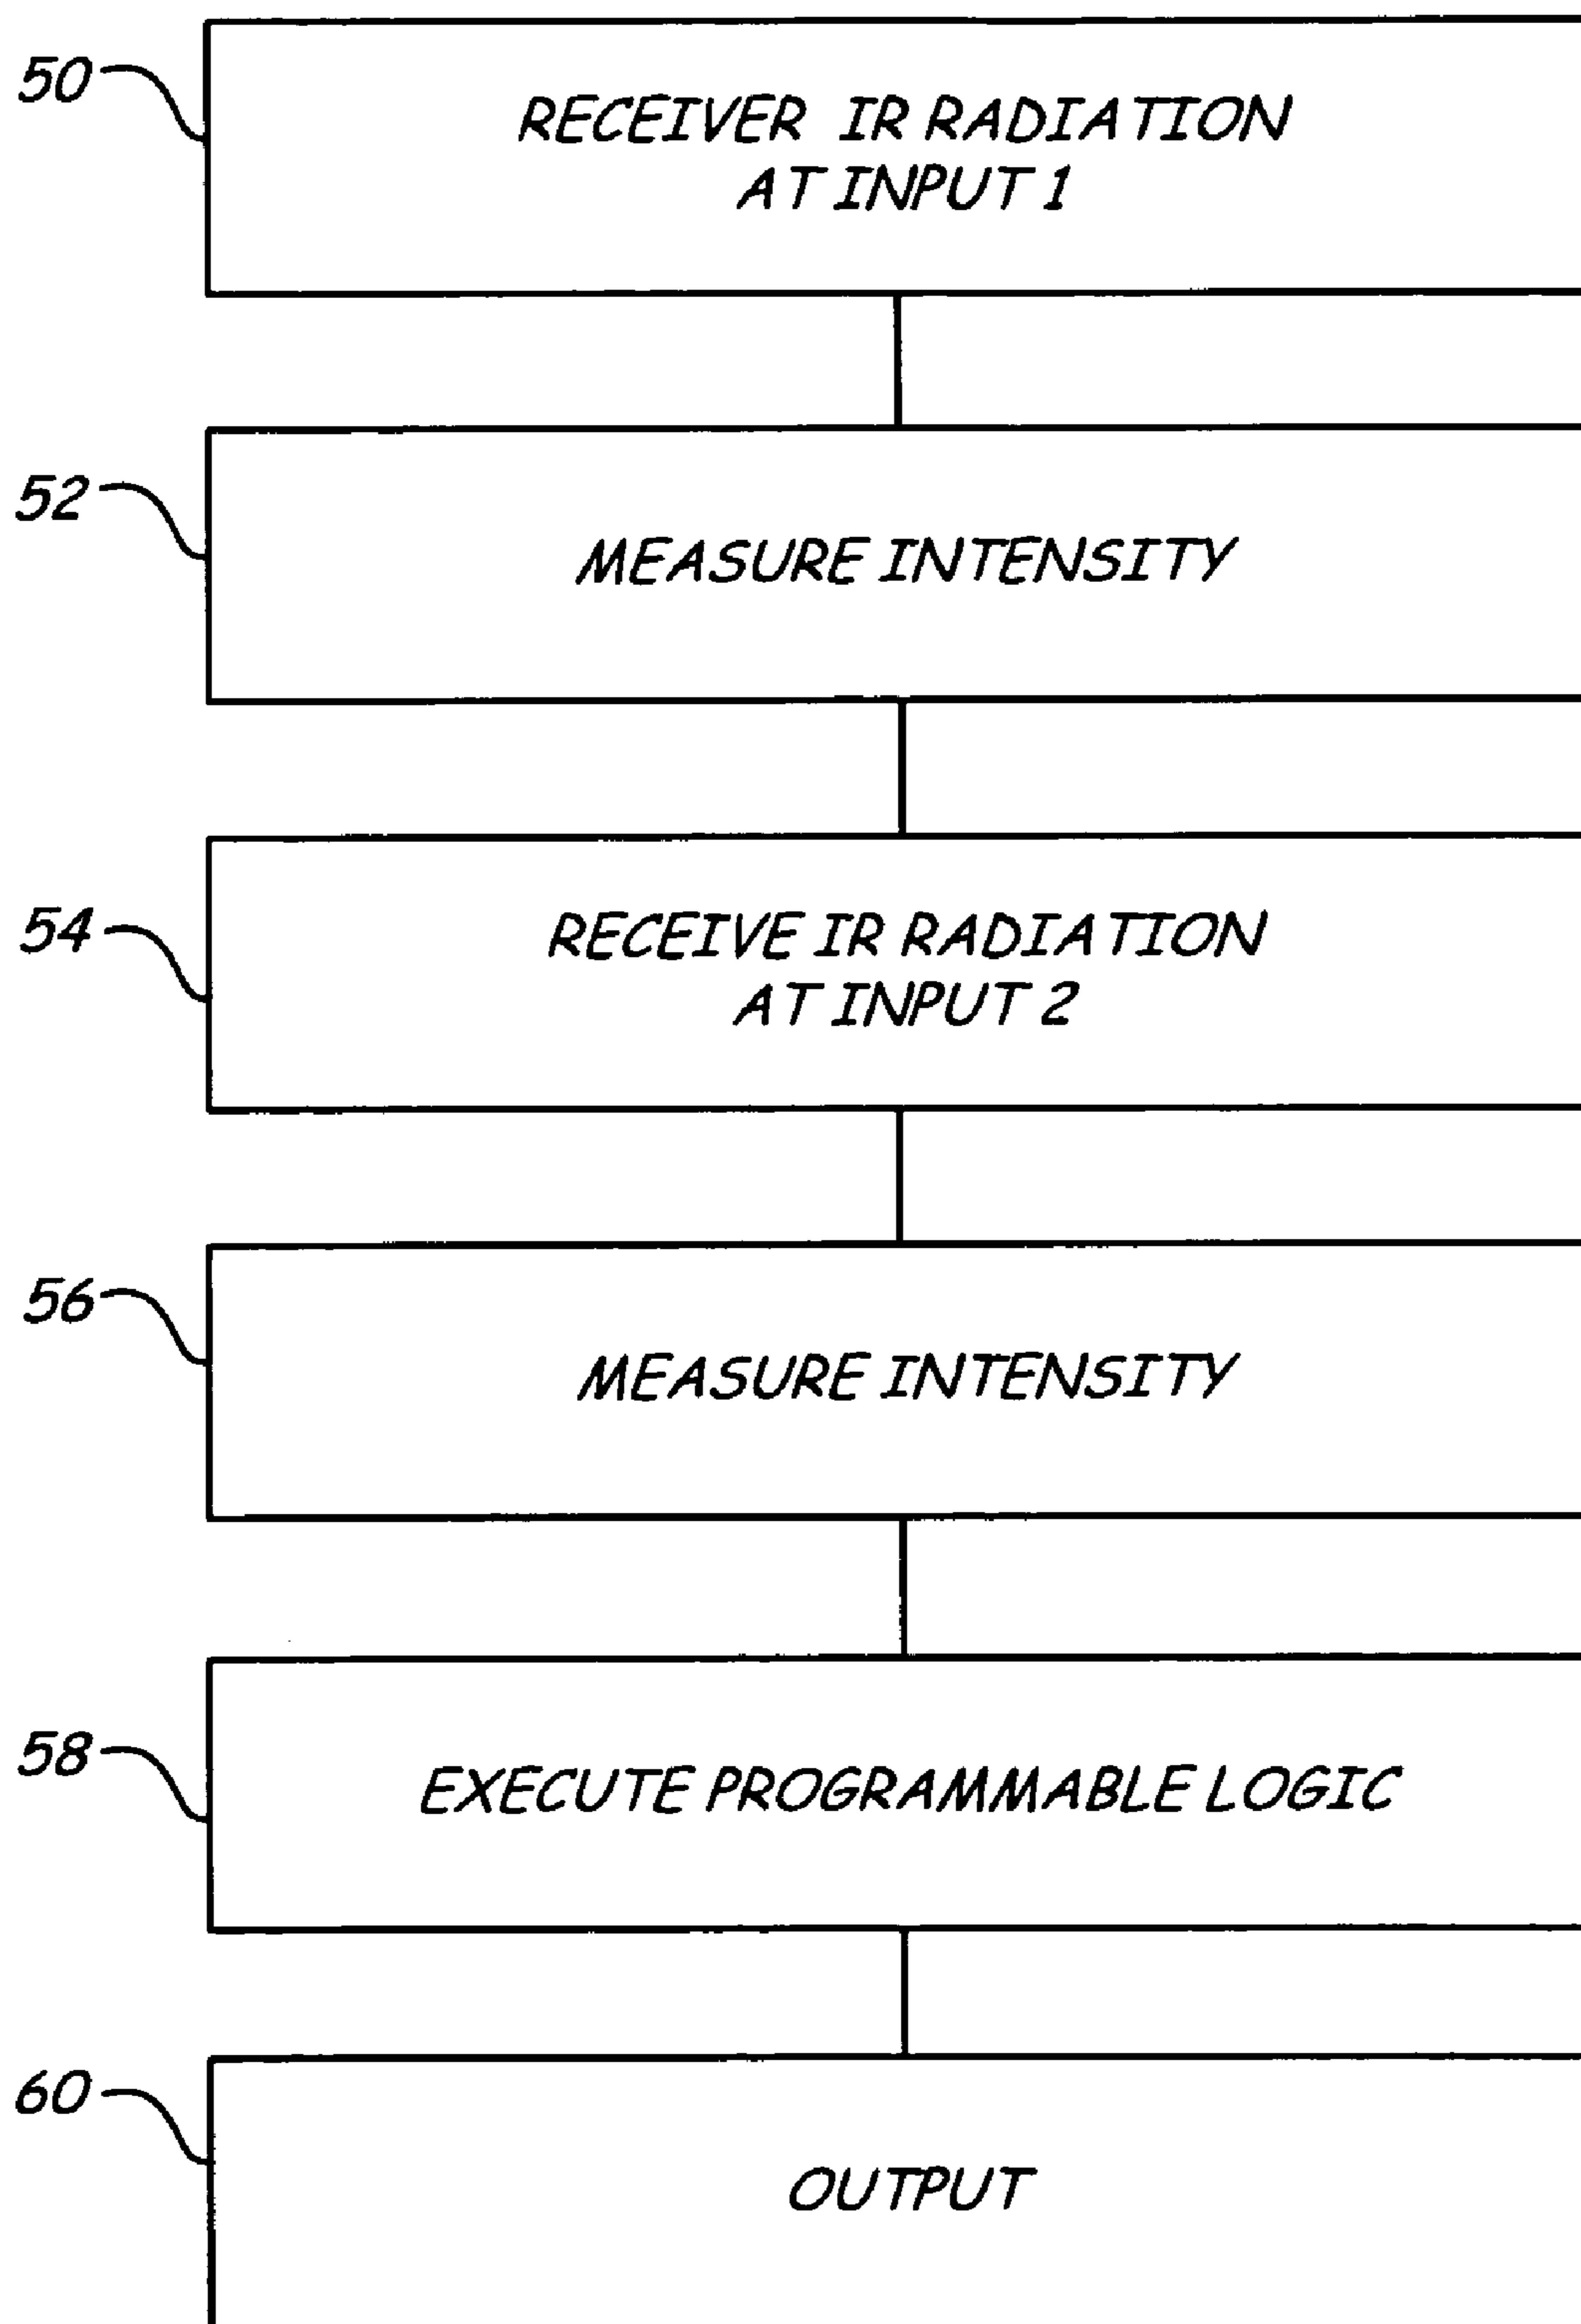 50
RECEIVER IR RADIATION
AT INPUT 1
52
MEASURE INTENSITY
54
RECEIVE IR RADIATION
AT INPUT 2
56
MEASURE INTENSITY
58
EXECUTE PROGRAMMABLE LOGIC
60
OUTPUT